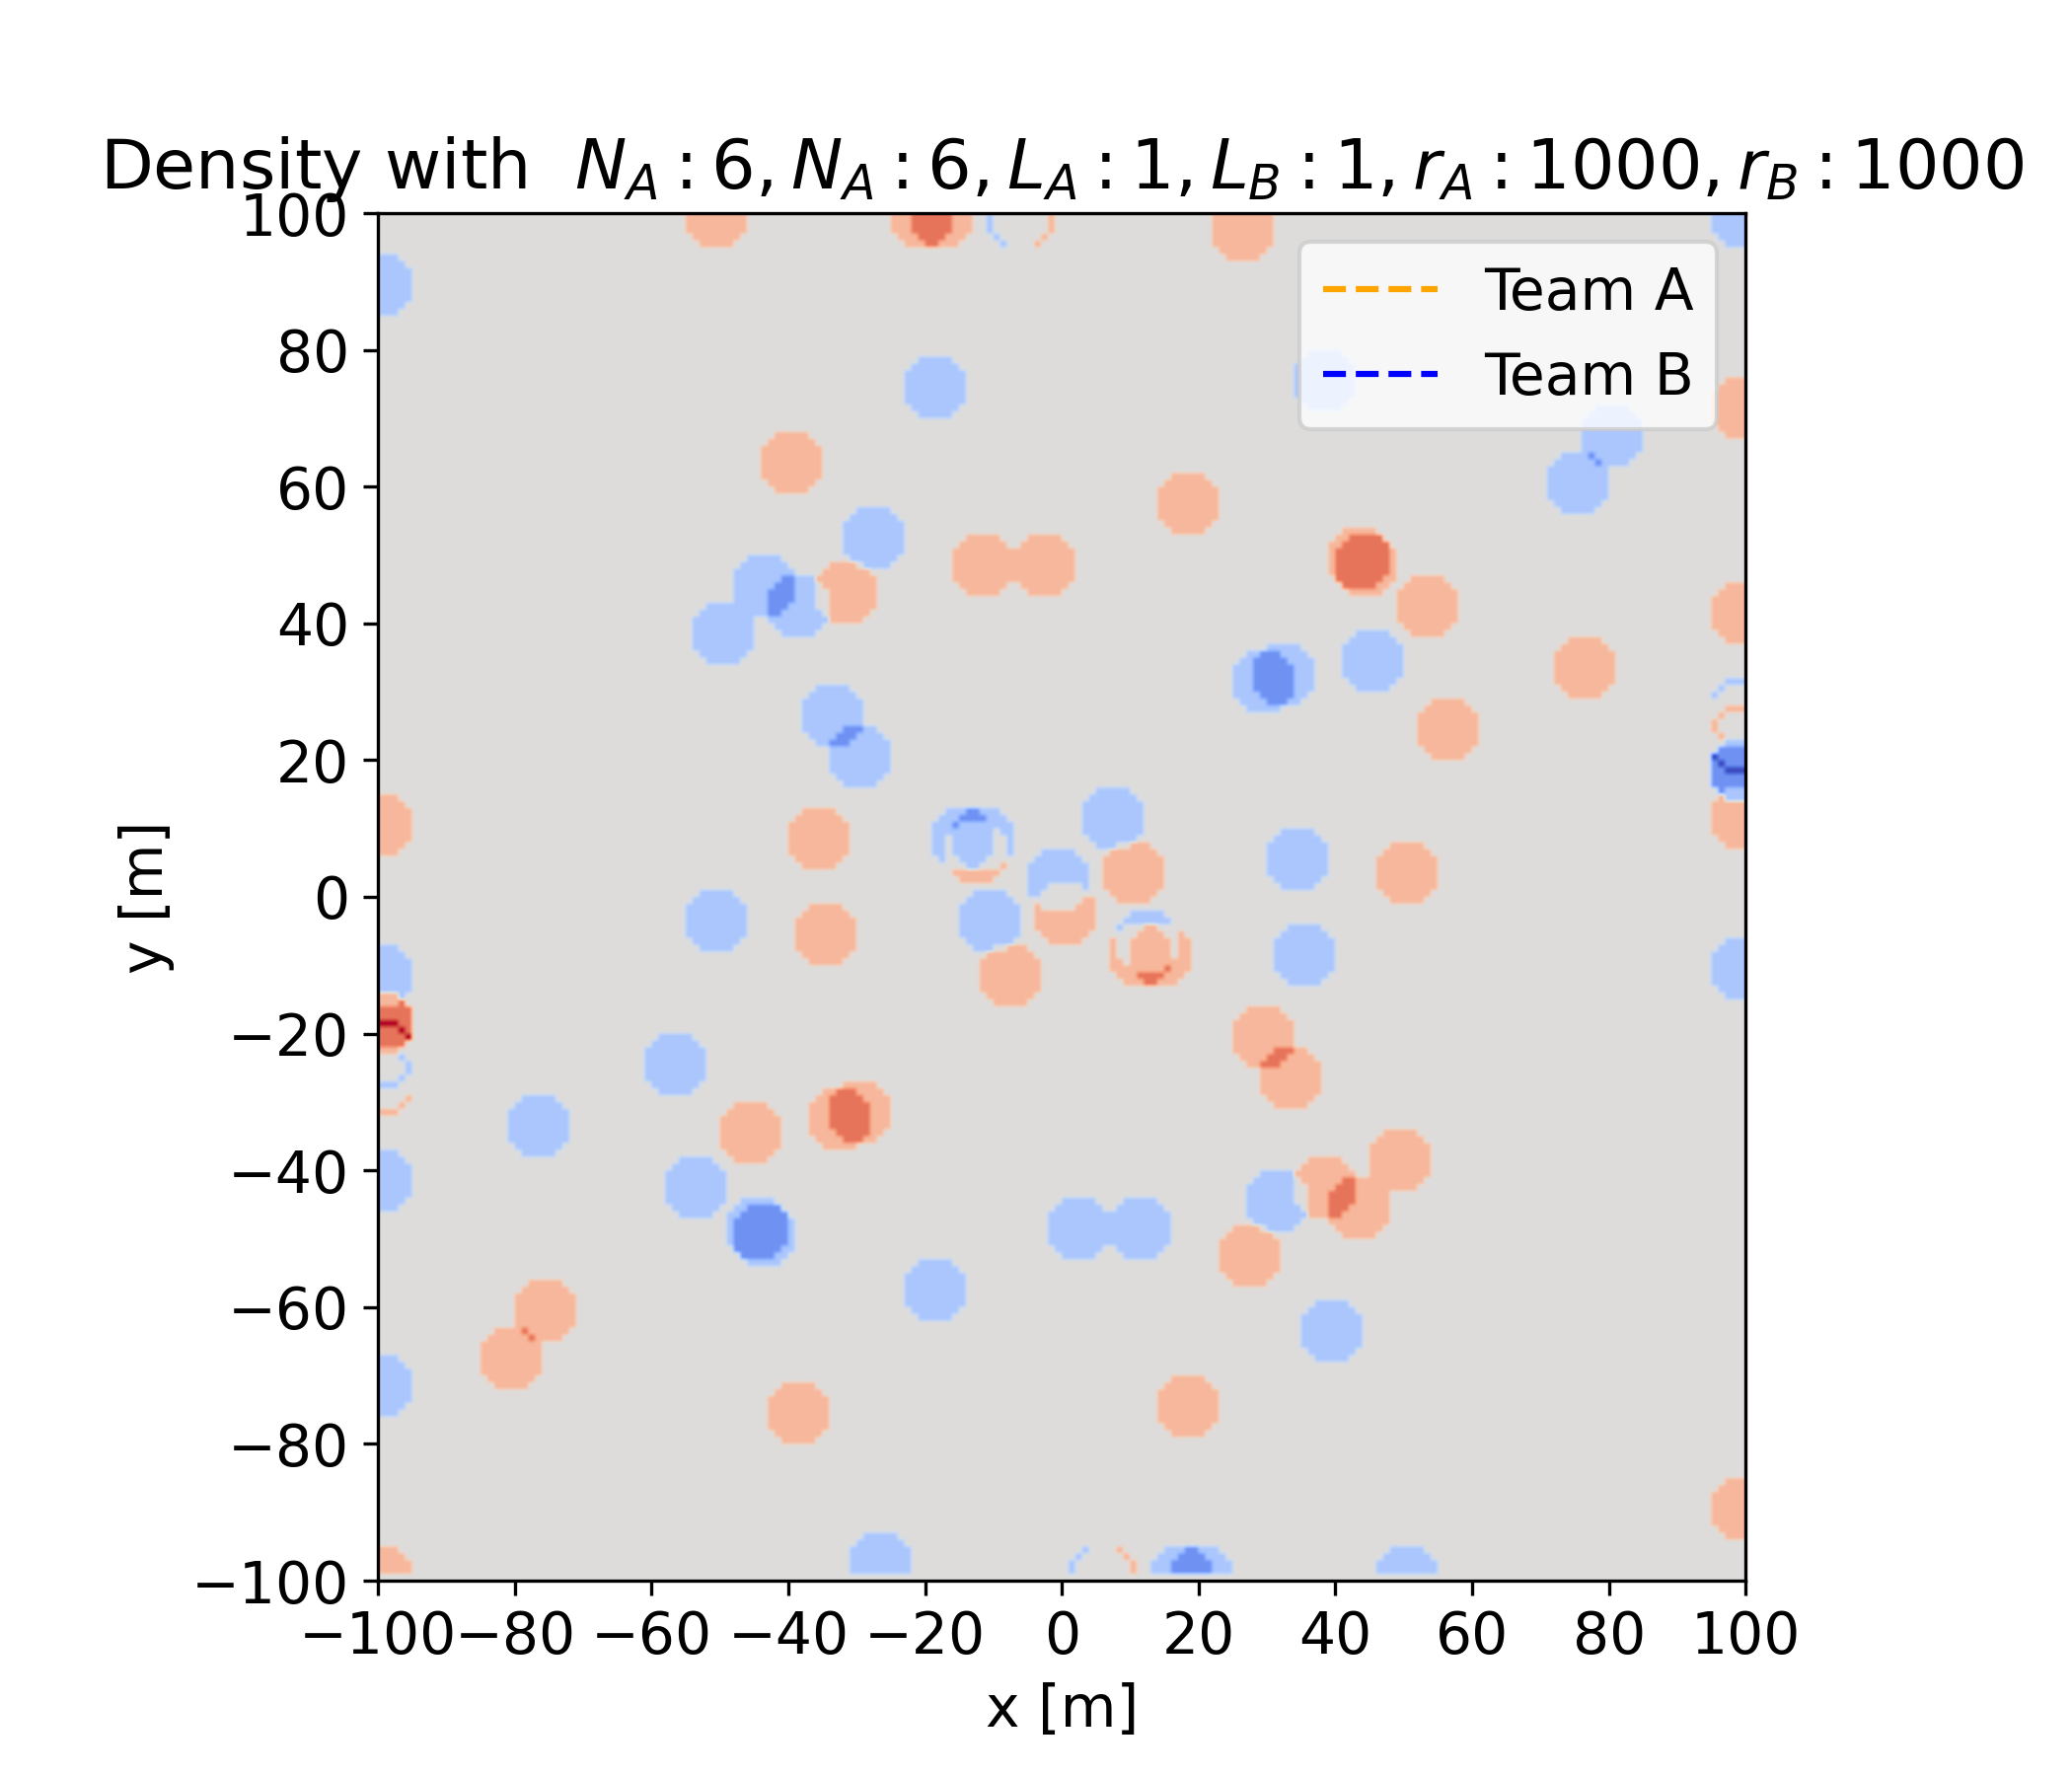 Density with N_A : 6, N_A : 6, L_A : 1, L_B : 1, r_A : 1000, r_B : 1000
Team A
Team B
100
80
60
40
20
0
−20
−40
−60
−80
−100
y [m]
−100 −80 −60 −40 −20 0 20 40 60 80 100
x [m]